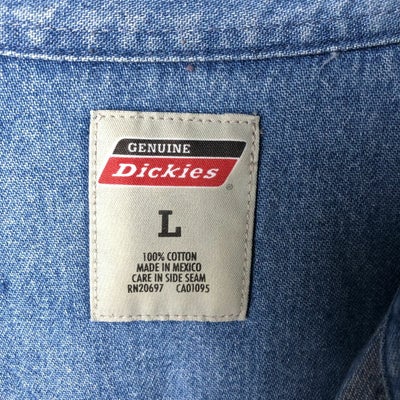 GENUINE
Dickies®
L
100% COTTON
MADE IN MEXICO
CARE IN SIDE SEAM
RN20697 CA01095